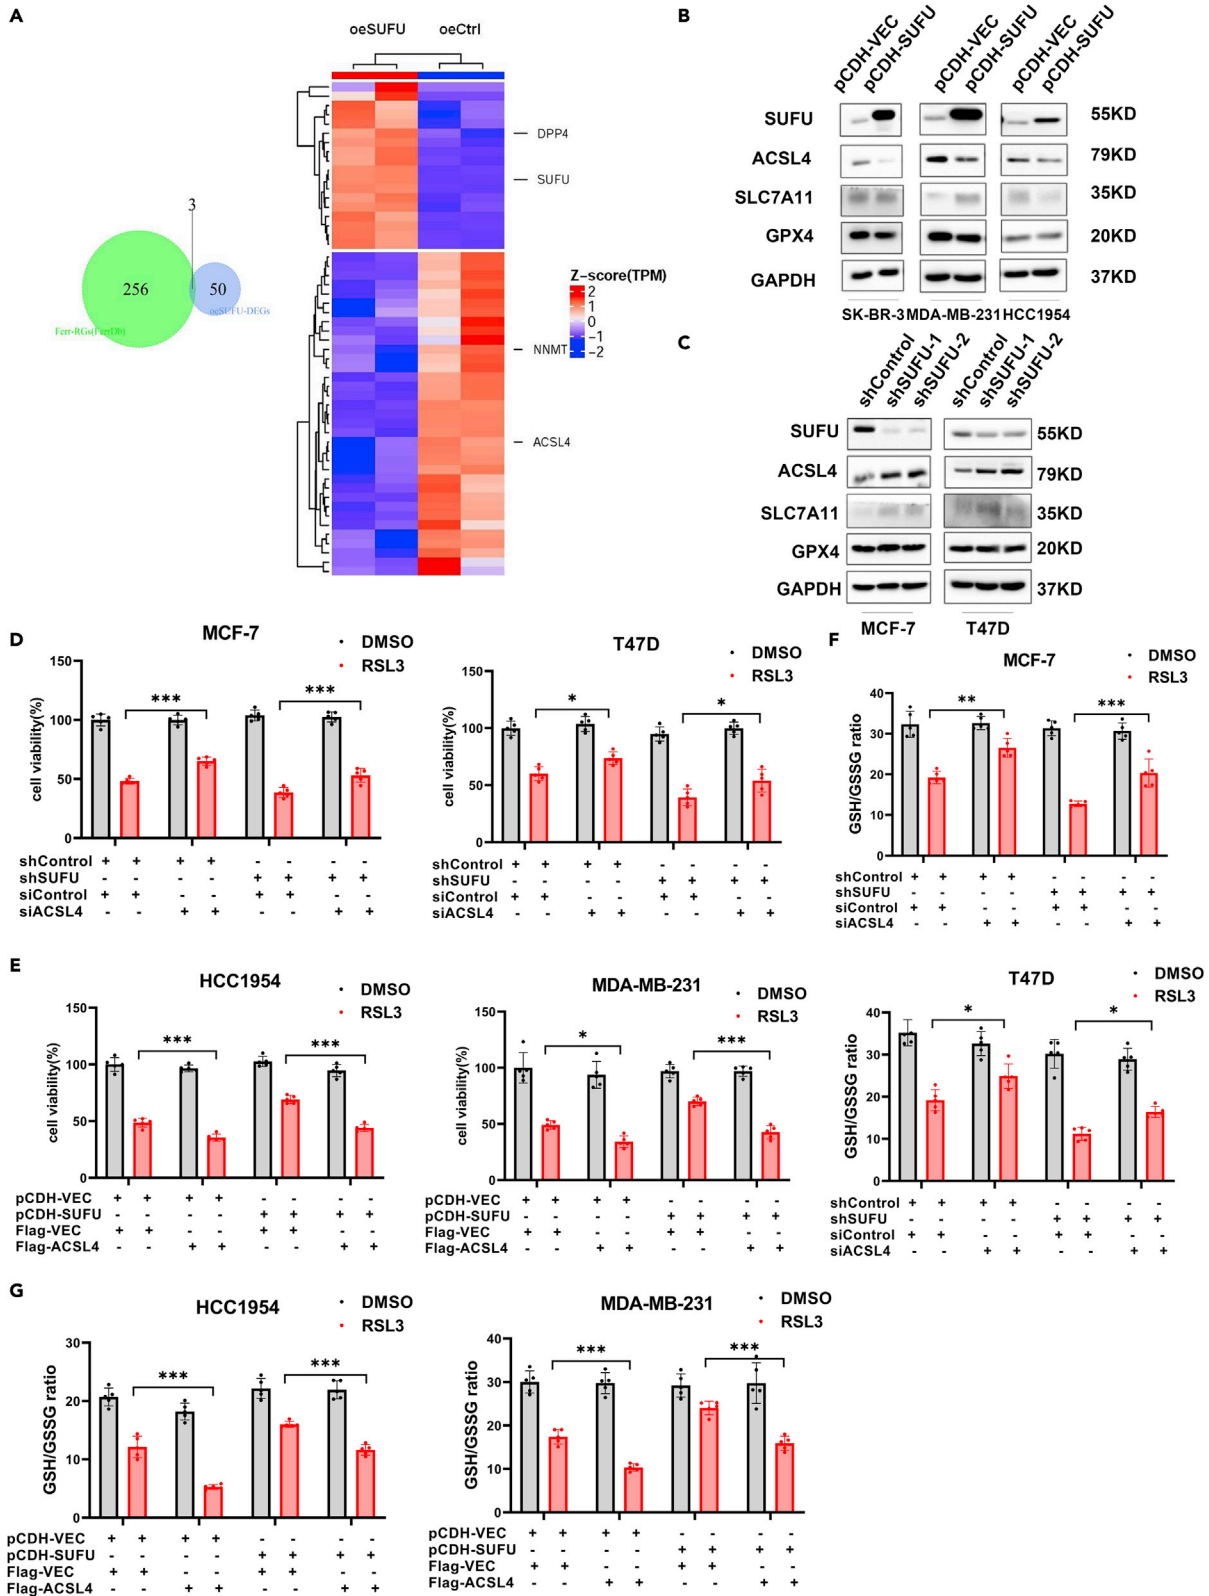 A
oeSUFU oeCtrl
DPP4
SUFU
NNMT
ACSL4
3
256
50
Ferr-RGs(FerrDb)
oeSUFU-DEGs
Z-score(TPM)
2
1
0
-1
-2
B
pCDH-VEC
pCDH-SUFU
pCDH-VEC
pCDH-SUFU
pCDH-VEC
pCDH-SUFU
SUFU 55KD
ACSL4 79KD
SLC7A11 35KD
GPX4 20KD
GAPDH 37KD
SK-BR-3 MDA-MB-231 HCC1954
C
shControl
shSUFU-1
shSUFU-2
shControl
shSUFU-1
shSUFU-2
SUFU 55KD
ACSL4 79KD
SLC7A11 35KD
GPX4 20KD
GAPDH 37KD
MCF-7 T47D
D
MCF-7
DMSO
RSL3
cell viability(%)
150
100
50
0
*** ***
shControl + + + + - - - -
shSUFU - - - - + + + +
siControl + + - - + + - -
siACSL4 - - + + - - + +
T47D
DMSO
RSL3
cell viability(%)
150
100
50
0
* *
shControl + + + + - - - -
shSUFU - - - - + + + +
siControl + + - - + + - -
siACSL4 - - + + - - + +
F
MCF-7
DMSO
RSL3
GSH/GSSG ratio
40
30
20
10
0
** ***
shControl + + + + - - - -
shSUFU - - - - + + + +
siControl + + - - + + - -
siACSL4 - - + + - - + +
E
HCC1954
DMSO
RSL3
cell viability(%)
150
100
50
0
*** ***
pCDH-VEC + + + + - - - -
pCDH-SUFU - - - - + + + +
Flag-VEC + + - - + + - -
Flag-ACSL4 - - + + - - + +
MDA-MB-231
DMSO
RSL3
cell viability(%)
150
100
50
0
* ***
pCDH-VEC + + + + - - - -
pCDH-SUFU - - - - + + + +
Flag-VEC + + - - + + - -
Flag-ACSL4 - - + + - - + +
T47D
DMSO
RSL3
GSH/GSSG ratio
40
30
20
10
0
* *
shControl + + + + - - - -
shSUFU - - - - + + + +
siControl + + - - + + - -
siACSL4 - - + + - - + +
G
HCC1954
DMSO
RSL3
GSH/GSSG ratio
30
20
10
0
*** ***
pCDH-VEC + + + + - - - -
pCDH-SUFU - - - - + + + +
Flag-VEC + + - - + + - -
Flag-ACSL4 - - + + - - + +
MDA-MB-231
DMSO
RSL3
GSH/GSSG ratio
40
30
20
10
0
*** ***
pCDH-VEC + + + + - - - -
pCDH-SUFU - - - - + + + +
Flag-VEC + + - - + + - -
Flag-ACSL4 - - + + - - + +